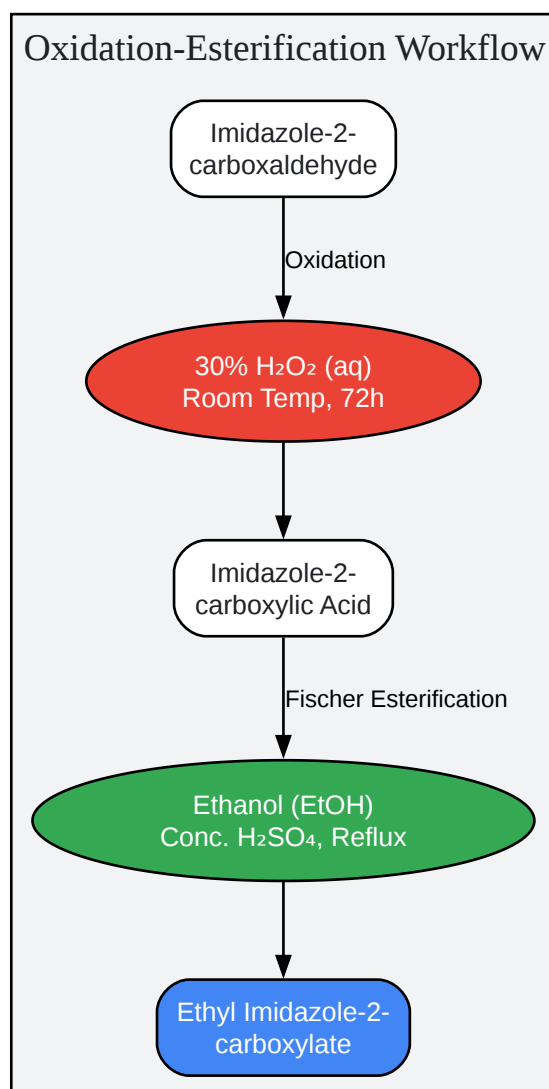 Oxidation-Esterification Workflow
Imidazole-2-
carboxaldehyde
Oxidation
30% H₂O₂ (aq)
Room Temp, 72h
Imidazole-2-
carboxylic Acid
Fischer Esterification
Ethanol (EtOH)
Conc. H₂SO₄, Reflux
Ethyl Imidazole-2-
carboxylate